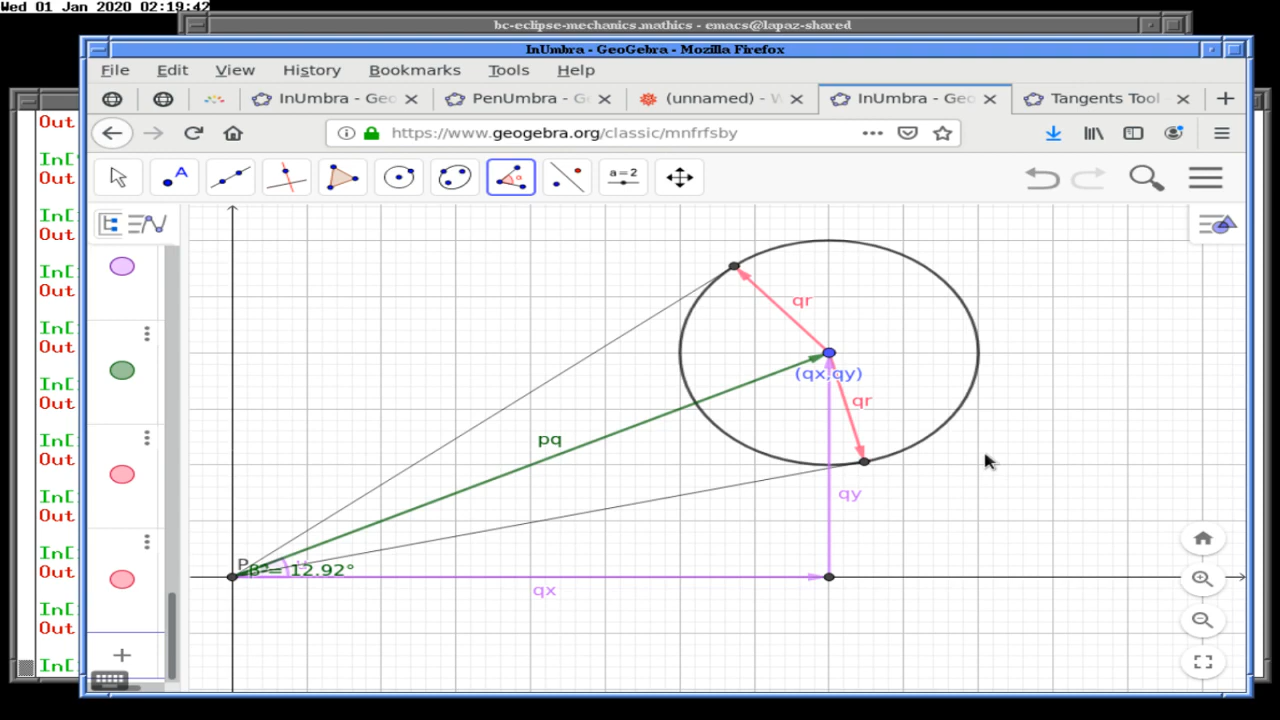 Wed 01 Jan 2020 02:19:42
bc-eclipse-mechanics.mathics - emacs@lapaz-shared
InUmbra - GeoGebra - Mozilla Firefox
File Edit View History Bookmarks Tools Help
InUmbra - Geo PenUmbra - G (unnamed) - W InUmbra - Geo Tangents Tool
https://www.geogebra.org/classic/mnfrfsby
A a=2
Out
In[
Out
In[
Out
In[
Out
In[
Out
In[
Out
In[
Out
In[
Out
In[
Out
In[
Out
In[
qr
(qx,qy)
qr
pq
qy
P
= 12.92°
qx